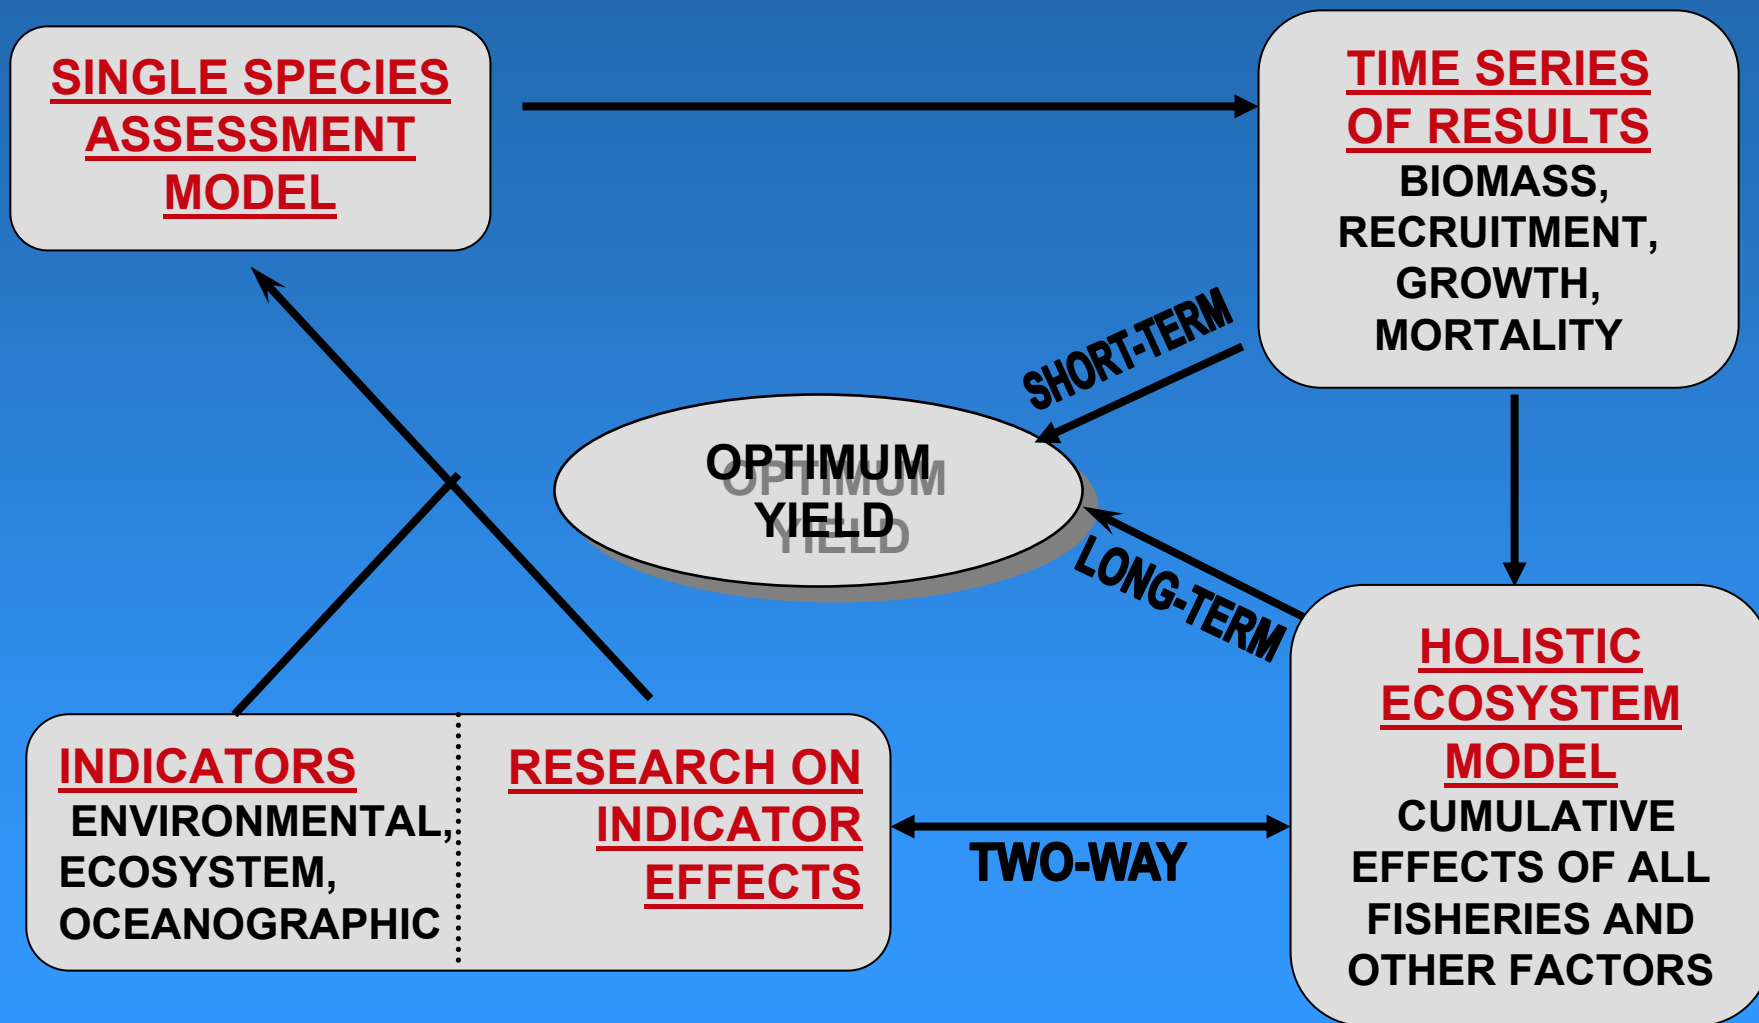 SINGLE SPECIES
ASSESSMENT
MODEL
TIME SERIES
OF RESULTS
BIOMASS,
RECRUITMENT,
GROWTH,
MORTALITY
SHORT-TERM
OPTIMUM
YIELD
LONG-TERM
INDICATORS
ENVIRONMENTAL,
ECOSYSTEM,
OCEANOGRAPHIC
RESEARCH ON
INDICATOR
EFFECTS
TWO-WAY
HOLISTIC
ECOSYSTEM
MODEL
CUMULATIVE
EFFECTS OF ALL
FISHERIES AND
OTHER FACTORS